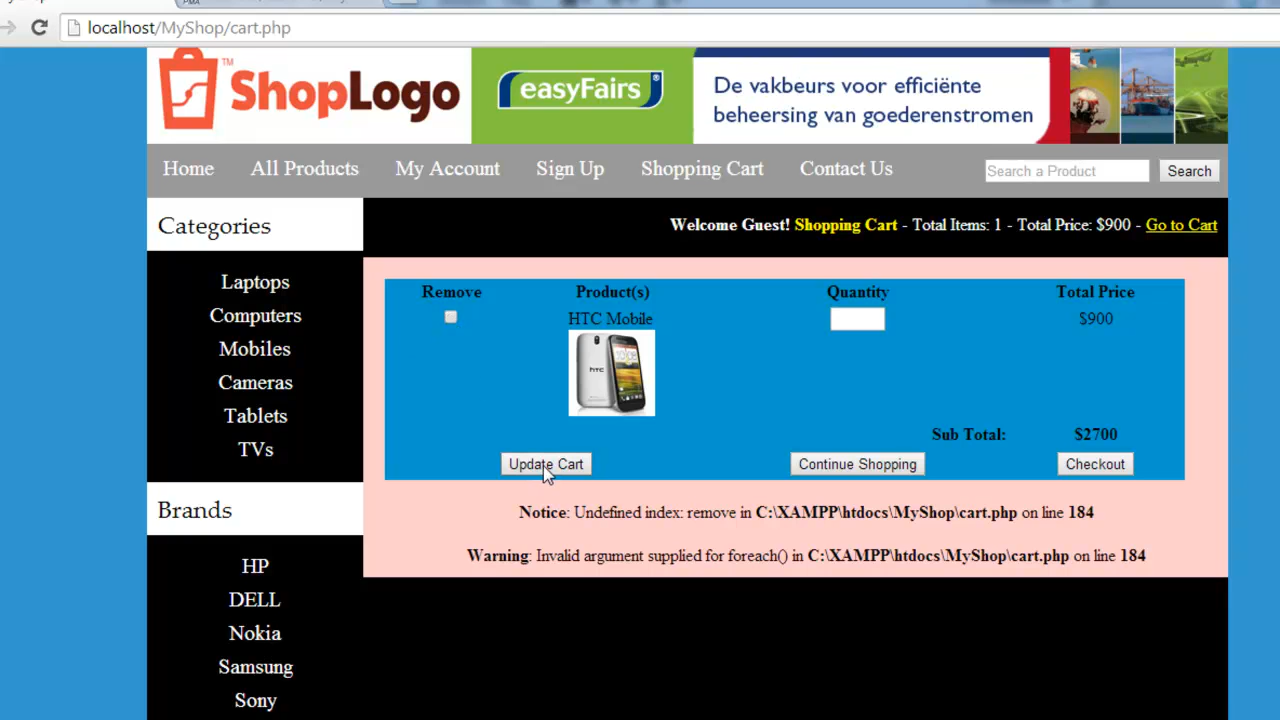 localhost/MyShop/cart.php
ShopLogo
TM
easyFairs®
De vakbeurs voor efficiënte
beheersing van goederenstromen
Home All Products My Account Sign Up Shopping Cart Contact Us Search a Product Search
Categories
Welcome Guest! Shopping Cart - Total Items: 1 - Total Price: $900 - Go to Cart
Laptops
Computers
Mobiles
Cameras
Tablets
TVs
Brands
HP
DELL
Nokia
Samsung
Sony
Remove Product(s) Quantity Total Price
HTC Mobile $900
hTC
Sub Total: $2700
Update Cart Continue Shopping Checkout
Notice: Undefined index: remove in C:\XAMPP\htdocs\MyShop\cart.php on line 184
Warning: Invalid argument supplied for foreach() in C:\XAMPP\htdocs\MyShop\cart.php on line 184